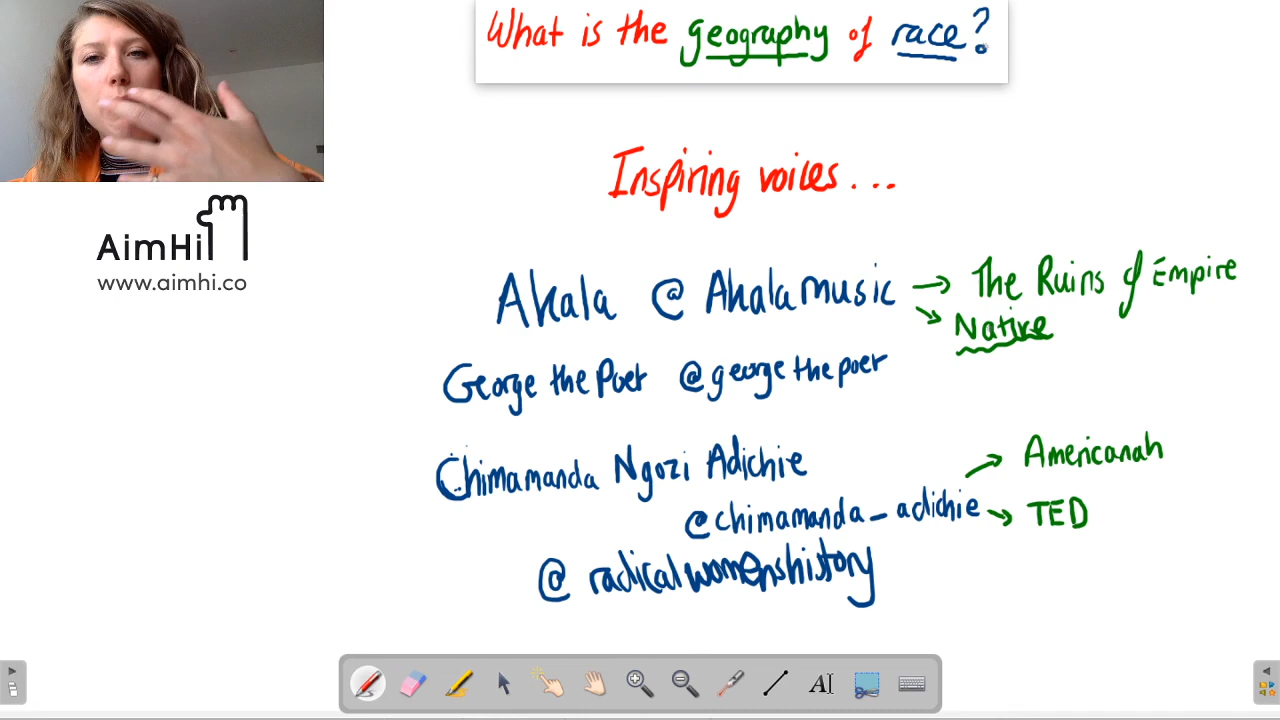 What is the geography of race?
Inspiring voices...
AimHi
www.aimhi.co
Akala @ Akalamusic → The Ruins of Empire
→ Native
George the Poet @georgethepoet
Chimamanda Ngozi Adichie
→ Americanah
@chimamanda_adichie → TED
@radicalwomenshistory
AI